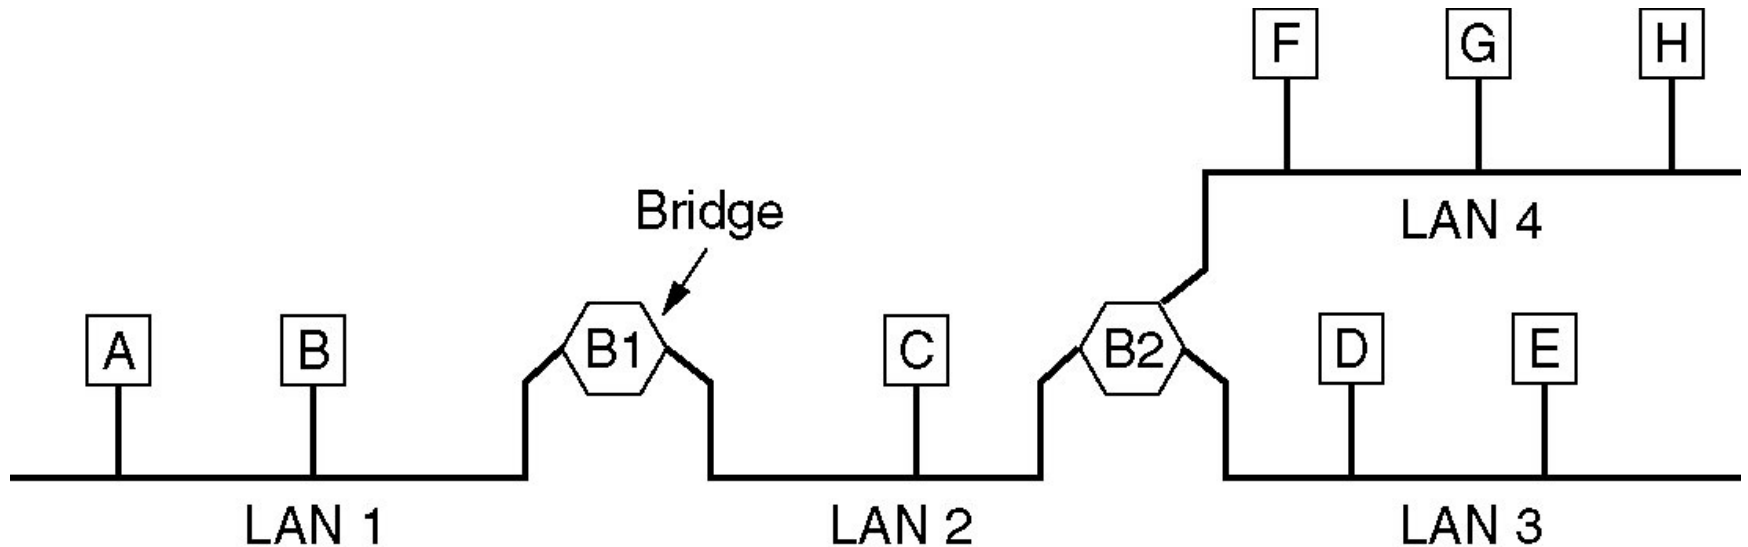 F G H
LAN 4
Bridge
A B B1 C B2 D E
LAN 1 LAN 2 LAN 3